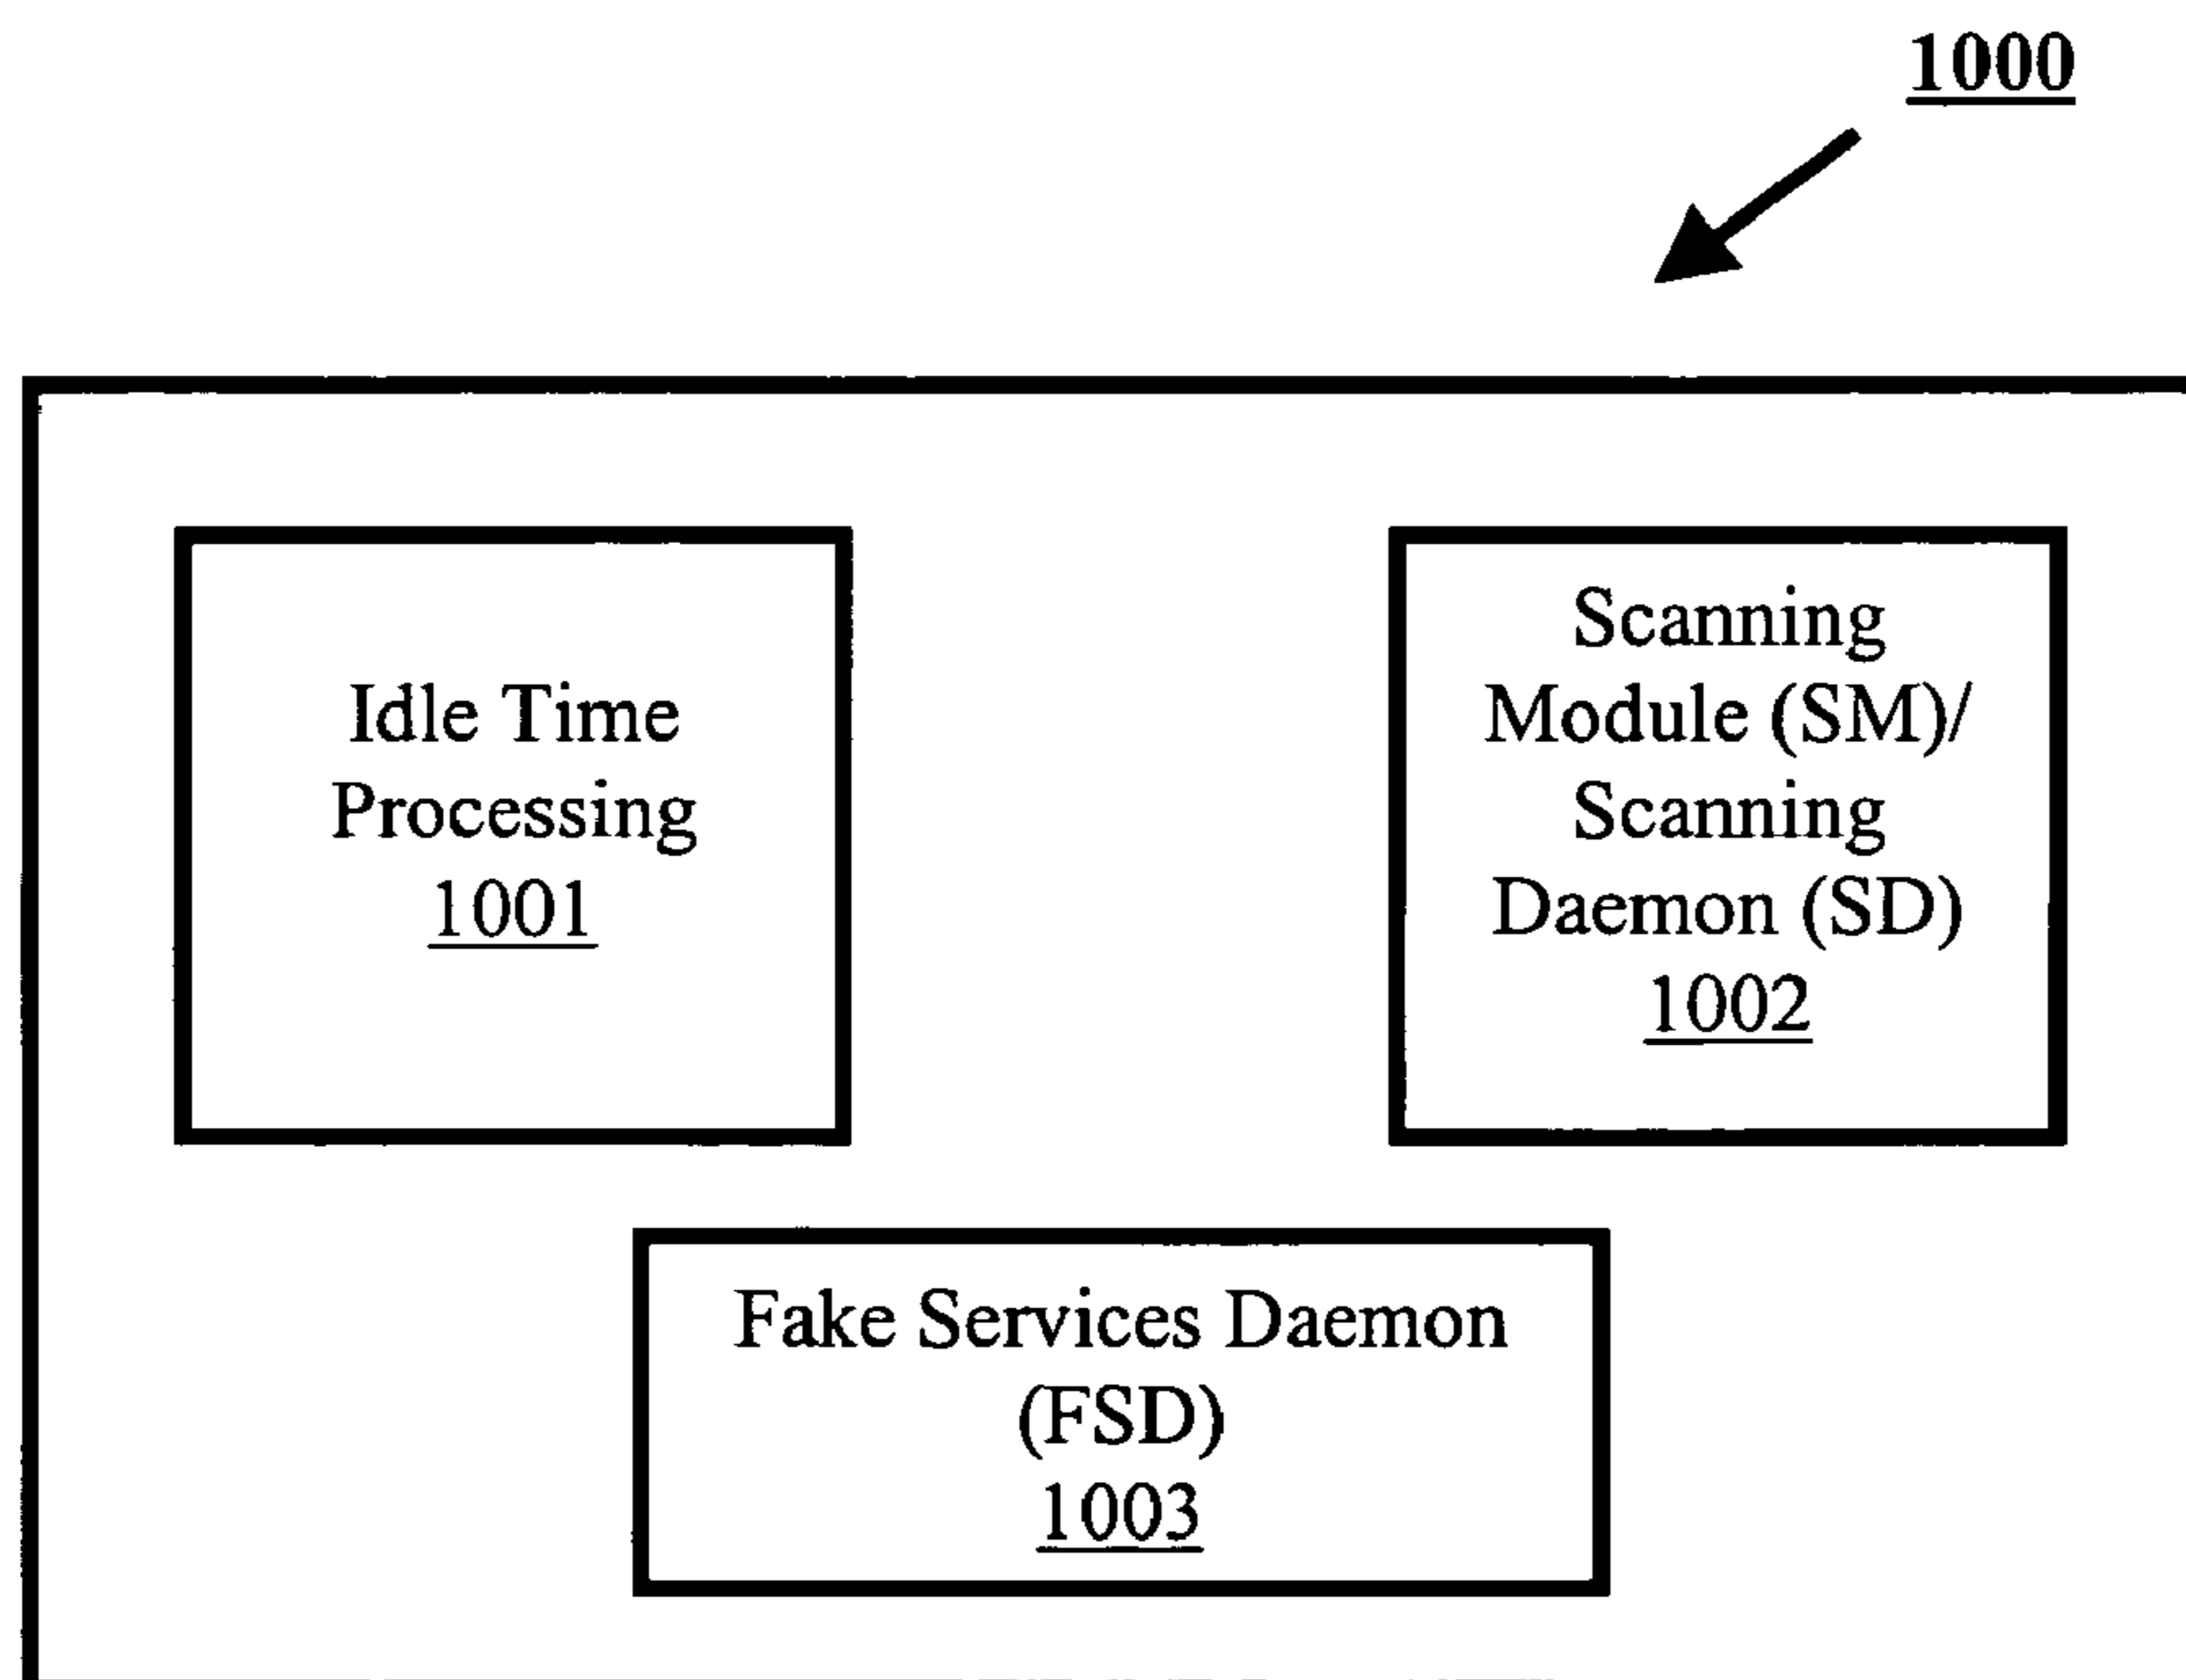 1000
Idle Time
Processing
1001
Scanning
Module (SM)/
Scanning
Daemon (SD)
1002
Fake Services Daemon
(FSD)
1003